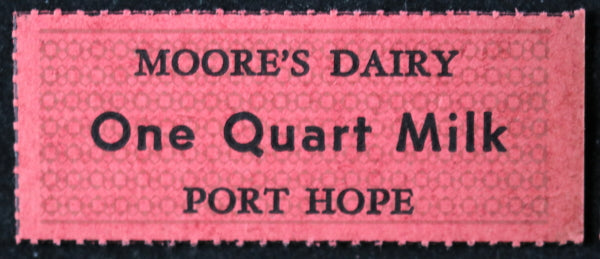 MOORE'S DAIRY
One Quart Milk
PORT HOPE